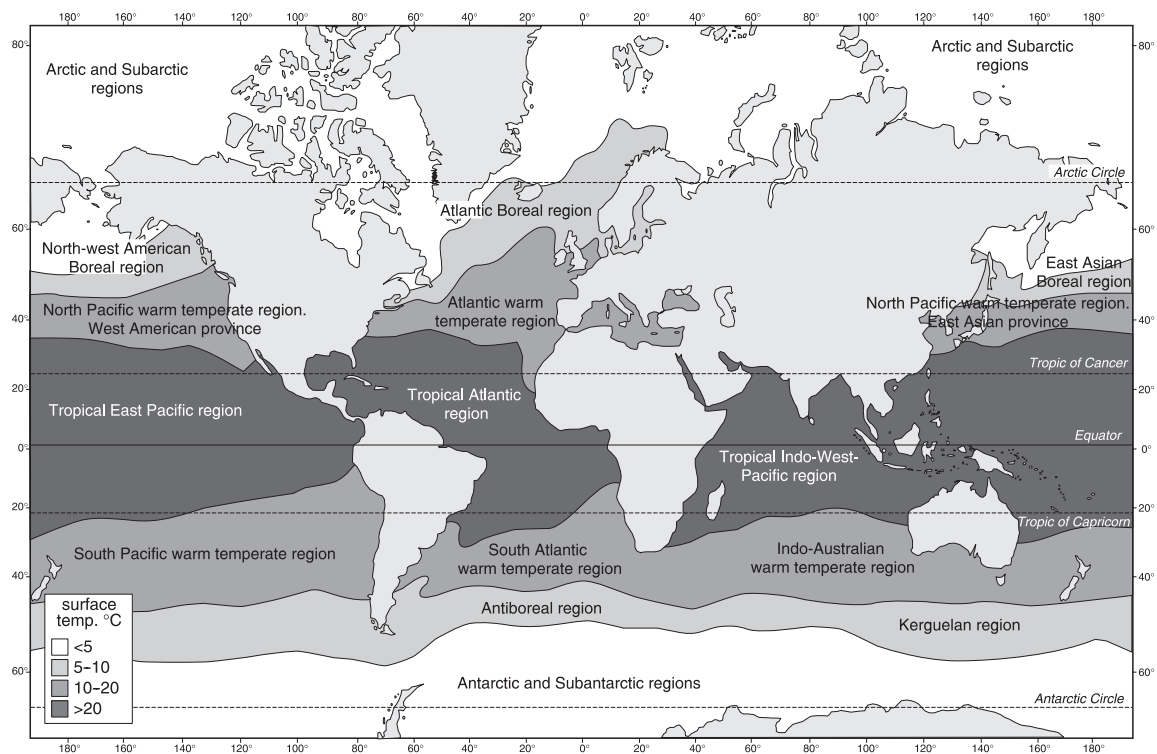 180° 160° 140° 120° 100° 80° 60° 40° 20° 0° 20° 40° 60° 80° 100° 120° 140° 160° 180°
80° 80°
Arctic and Subarctic
regions
Arctic and Subarctic
regions
Arctic Circle
Atlantic Boreal region
60° 60°
North-west American
Boreal region
East Asian
Boreal region
North Pacific warm temperate region.
West American province
Atlantic warm
temperate region
North Pacific warm temperate region.
East Asian province
40° 40°
Tropic of Cancer
20° 20°
Tropical East Pacific region
Tropical Atlantic
region
Equator
0° 0°
Tropical Indo-West-
Pacific region
20° 20°
Tropic of Capricorn
South Pacific warm temperate region
South Atlantic
warm temperate region
Indo-Australian
warm temperate region
40° 40°
Antiboreal region
Kerguelan region
surface
temp. °C
<5
5–10
10–20
>20
60° 60°
Antarctic and Subantarctic regions
Antarctic Circle
180° 160° 140° 120° 100° 80° 60° 40° 20° 0° 20° 40° 60° 80° 100° 120° 140° 160° 180°